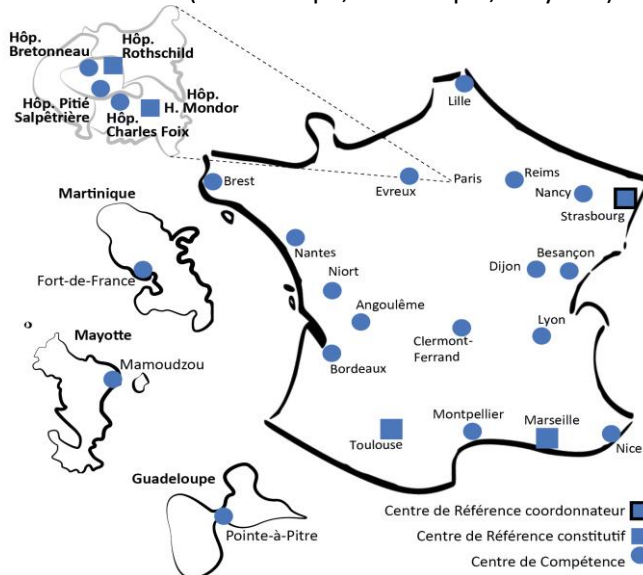 Hôp.
Bretonneau
Hôp.
Rothschild
Hôp. Pitié
Salpêtrière
Hôp.
Charles Foix
Hôp.
H. Mondor
Lille
Brest
Evreux
Paris
Reims
Nancy
Strasbourg
Martinique
Fort-de-France
Nantes
Niort
Angoulême
Bordeaux
Dijon
Besançon
Clermont-
Ferrand
Lyon
Mayotte
Mamoudzou
Toulouse
Montpellier
Marseille
Nice
Guadeloupe
Pointe-à-Pitre
Centre de Référence coordonnateur
Centre de Référence constitutif
Centre de Compétence